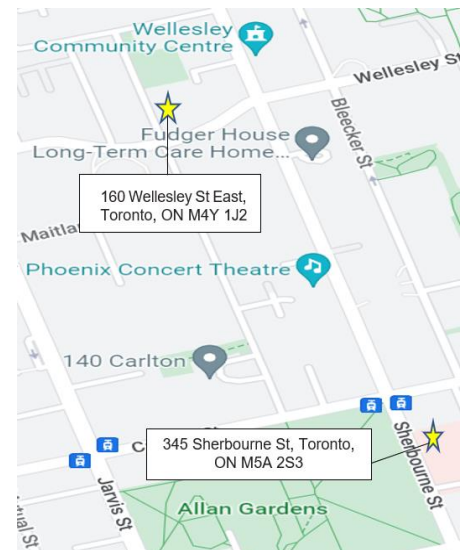 Wellesley
Community Centre
Wellesley St
Bleecker St
Fudger House
Long-Term Care Home...
160 Wellesley St East,
Toronto, ON M4Y 1J2
Maitla
Phoenix Concert Theatre
140 Carlton
C
345 Sherbourne St, Toronto,
ON M5A 2S3
Sherbourne St
Jarvis St
Allan Gardens
tual St